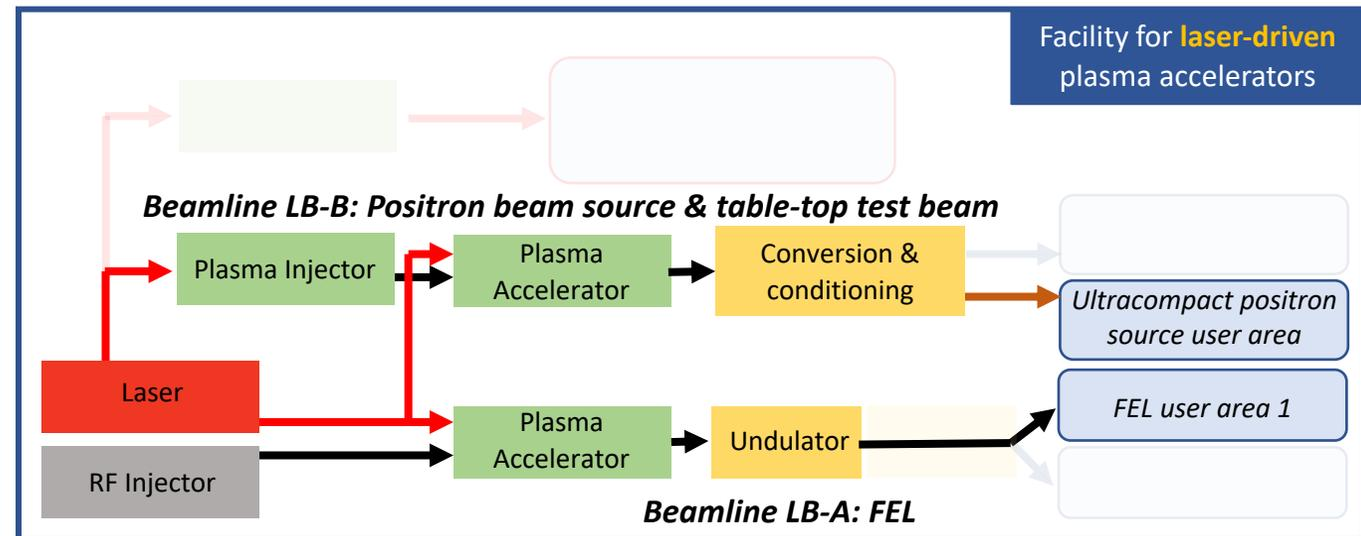 Facility for laser-driven
plasma accelerators
Beamline LB-B: Positron beam source & table-top test beam
Plasma Injector
Plasma
Accelerator
Conversion &
conditioning
Ultracompact positron
source user area
Laser
RF Injector
Plasma
Accelerator
Undulator
FEL user area 1
Beamline LB-A: FEL